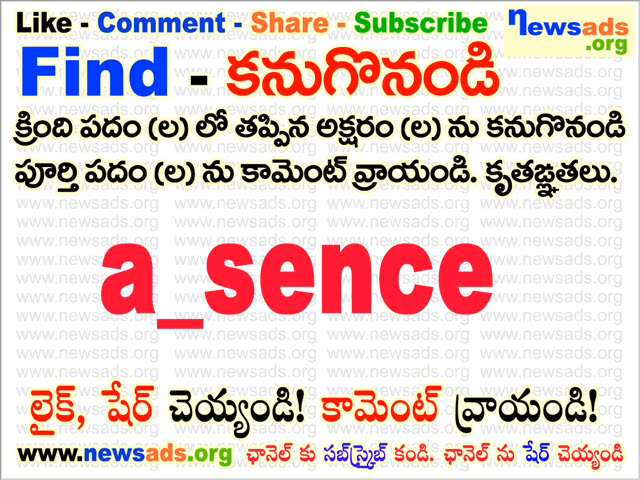 Like - Comment - Share - Subscribe
newsads
.org
Find - కనుగొనండి
క్రింది పదం (ల) లో తప్పిన అక్షరం (ల) ను కనుగొనండి
పూర్తి పదం (ల) ను కామెంట్ వ్రాయండి. కృతఙ్ఞతలు.
a_sence
లైక్, షేర్ చెయ్యండి! కామెంట్ వ్రాయండి!
www.newsads.org ఛానెల్ కు సబ్‌స్క్రైబ్ కండి. ఛానెల్ ను షేర్ చెయ్యండి